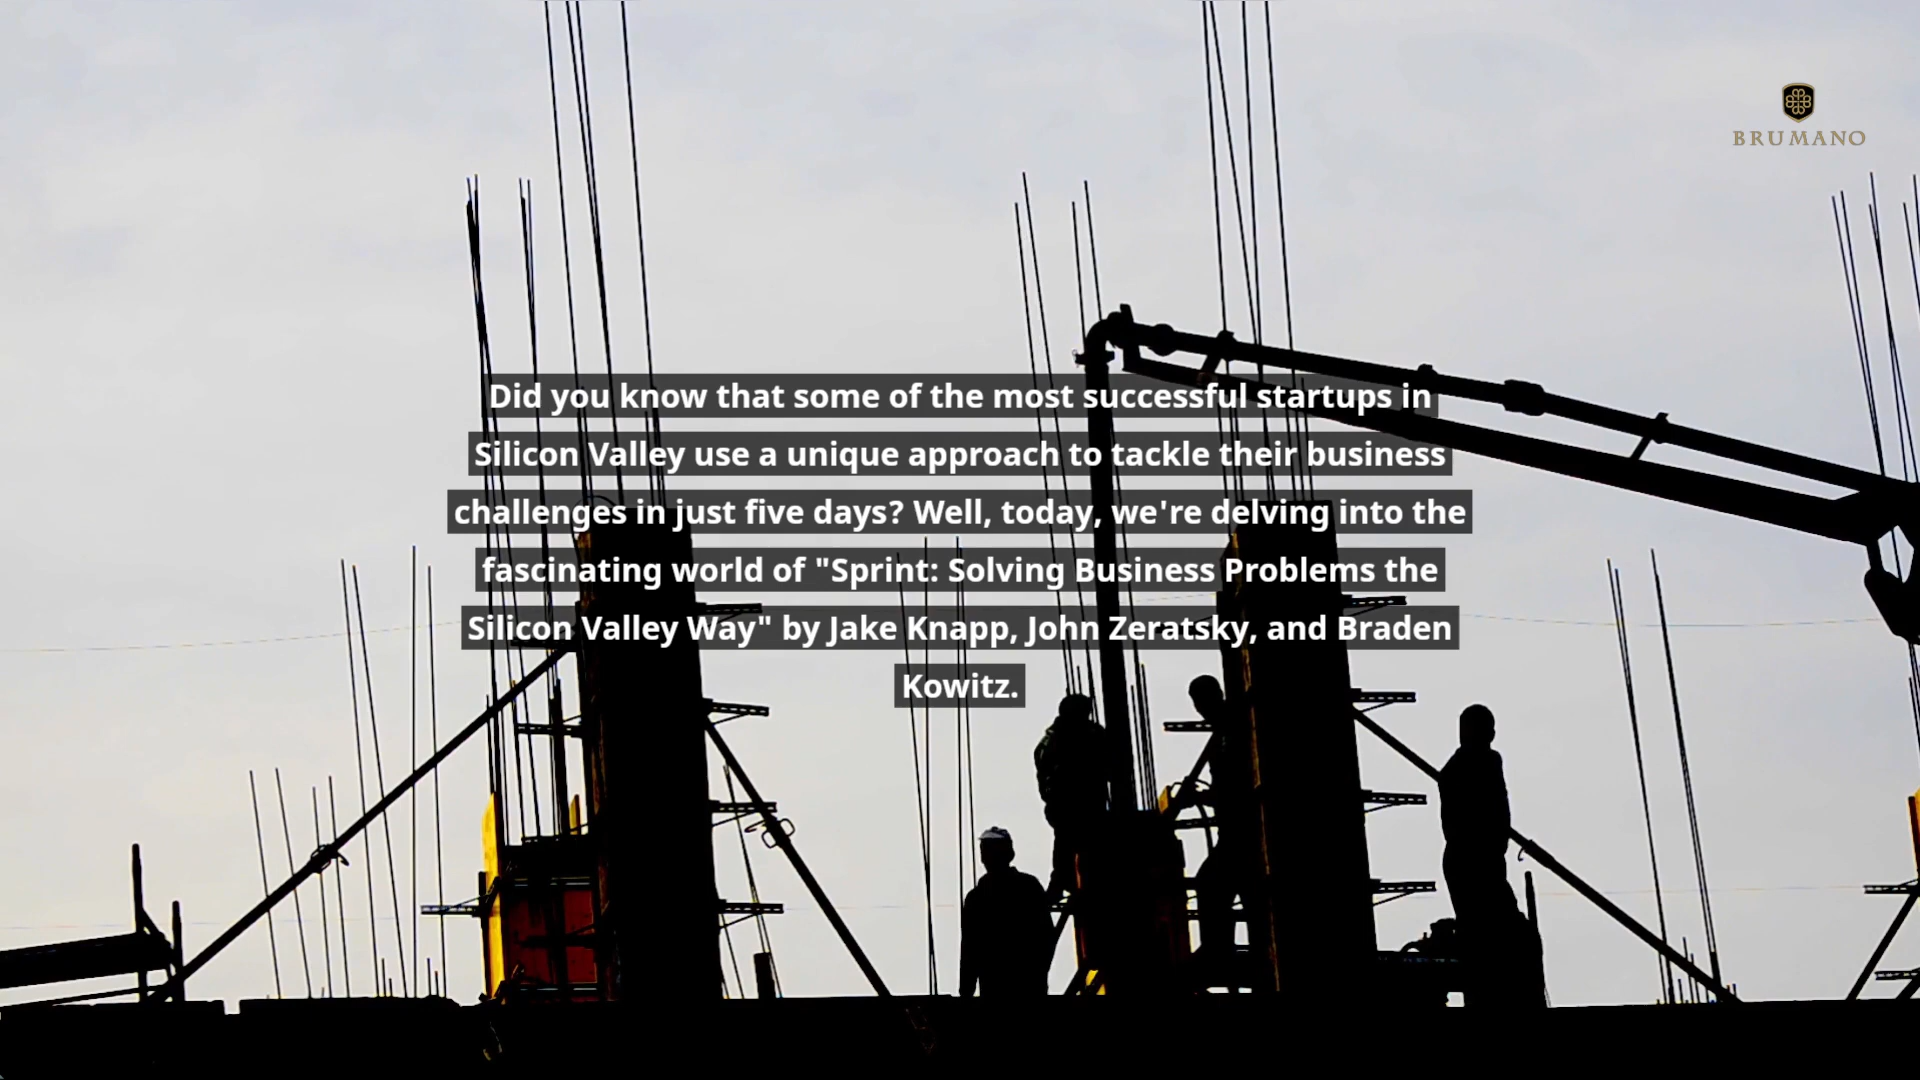 BRUMANO
Did you know that some of the most successful startups in
Silicon Valley use a unique approach to tackle their business
challenges in just five days? Well, today, we're delving into the
fascinating world of "Sprint: Solving Business Problems the
Silicon Valley Way" by Jake Knapp, John Zeratsky, and Braden
Kowitz.